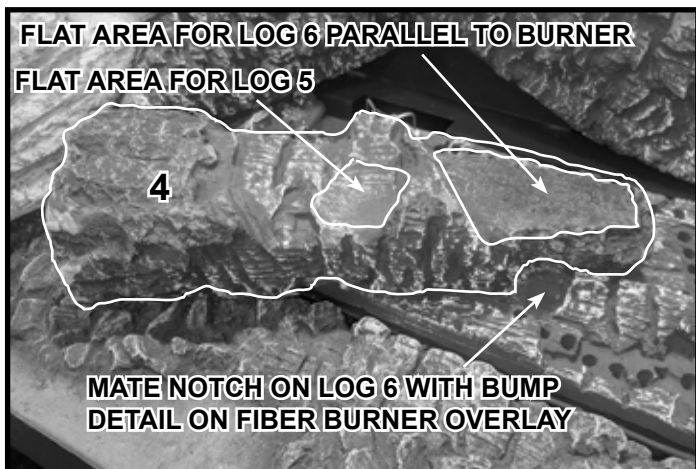 FLAT AREA FOR LOG 6 PARALLEL TO BURNER
FLAT AREA FOR LOG 5
4
MATE NOTCH ON LOG 6 WITH BUMP
DETAIL ON FIBER BURNER OVERLAY